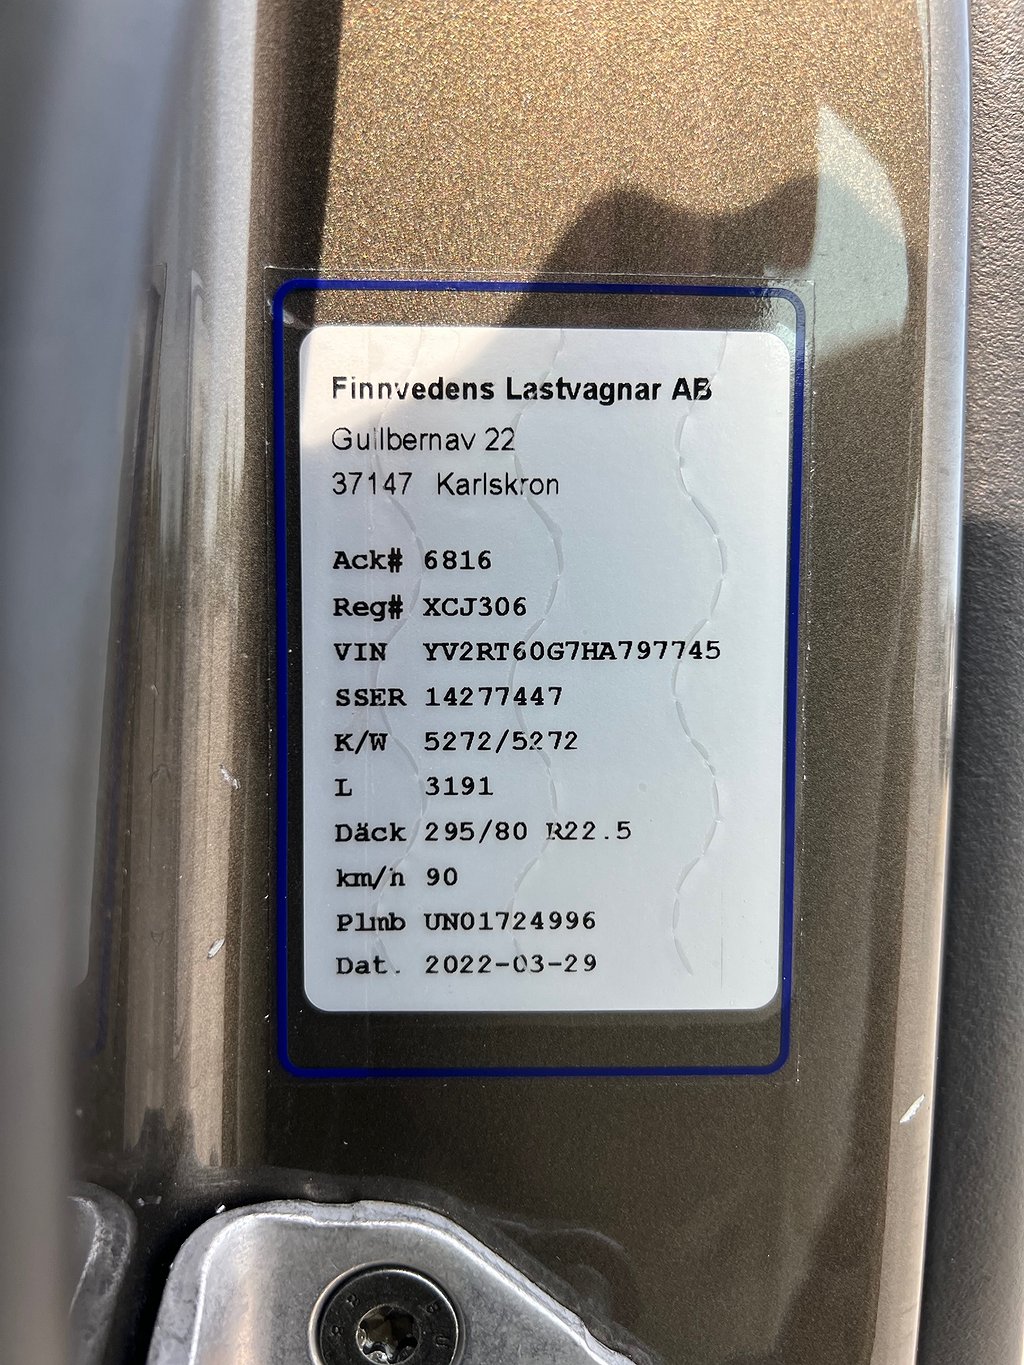 Finnvedens Lastvagnar AB
Gullbernav 22
37147 Karlskron
Ack# 6816
Reg# XCJ306
VIN YV2RT60G7HA797745
SSER 14277447
K/W 5272/5272
L 3191
Däck 295/80 R22.5
km/h 90
Plmb UN01724996
Dat. 2022-03-29